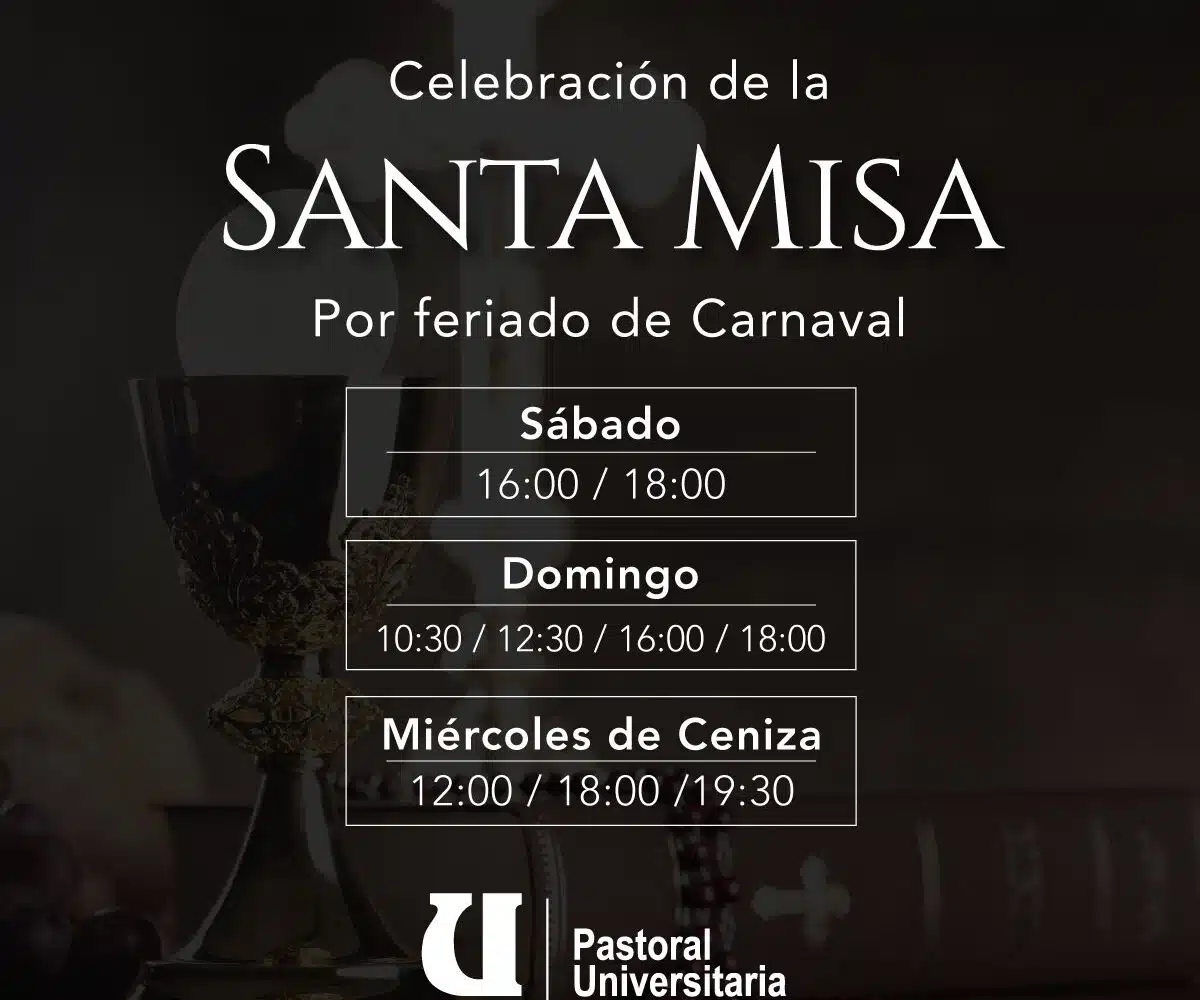 Celebración de la
SANTA MISA
Por feriado de Carnaval
Sábado
16:00 / 18:00
Domingo
10:30 / 12:30 / 16:00 / 18:00
Miércoles de Ceniza
12:00 / 18:00 /19:30
U
Pastoral
Universitaria